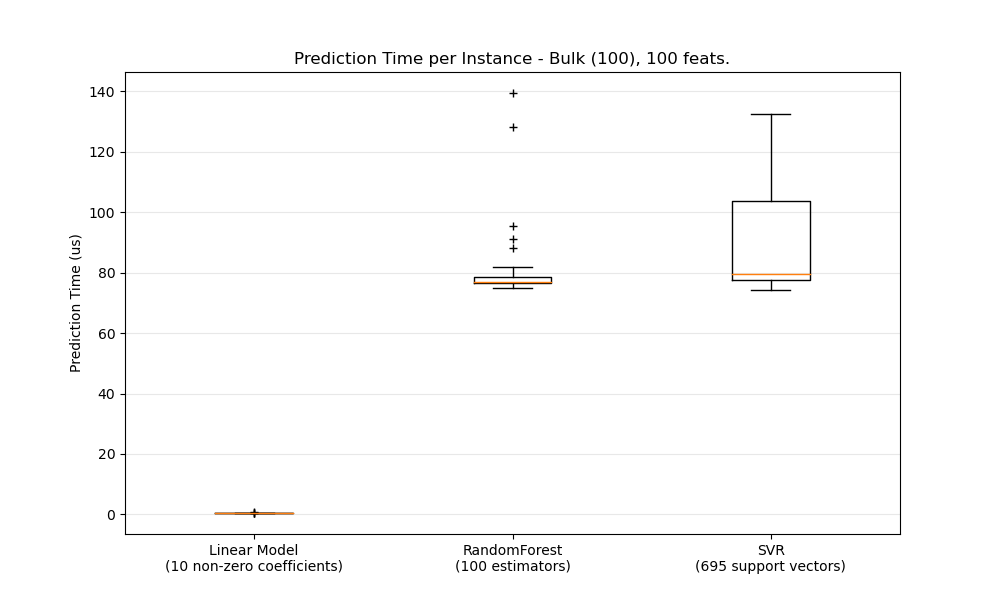 Prediction Time per Instance - Bulk (100), 100 feats.
140
120
100
80
60
40
20
0
Prediction Time (us)
Linear Model
(10 non-zero coefficients)
RandomForest
(100 estimators)
SVR
(695 support vectors)